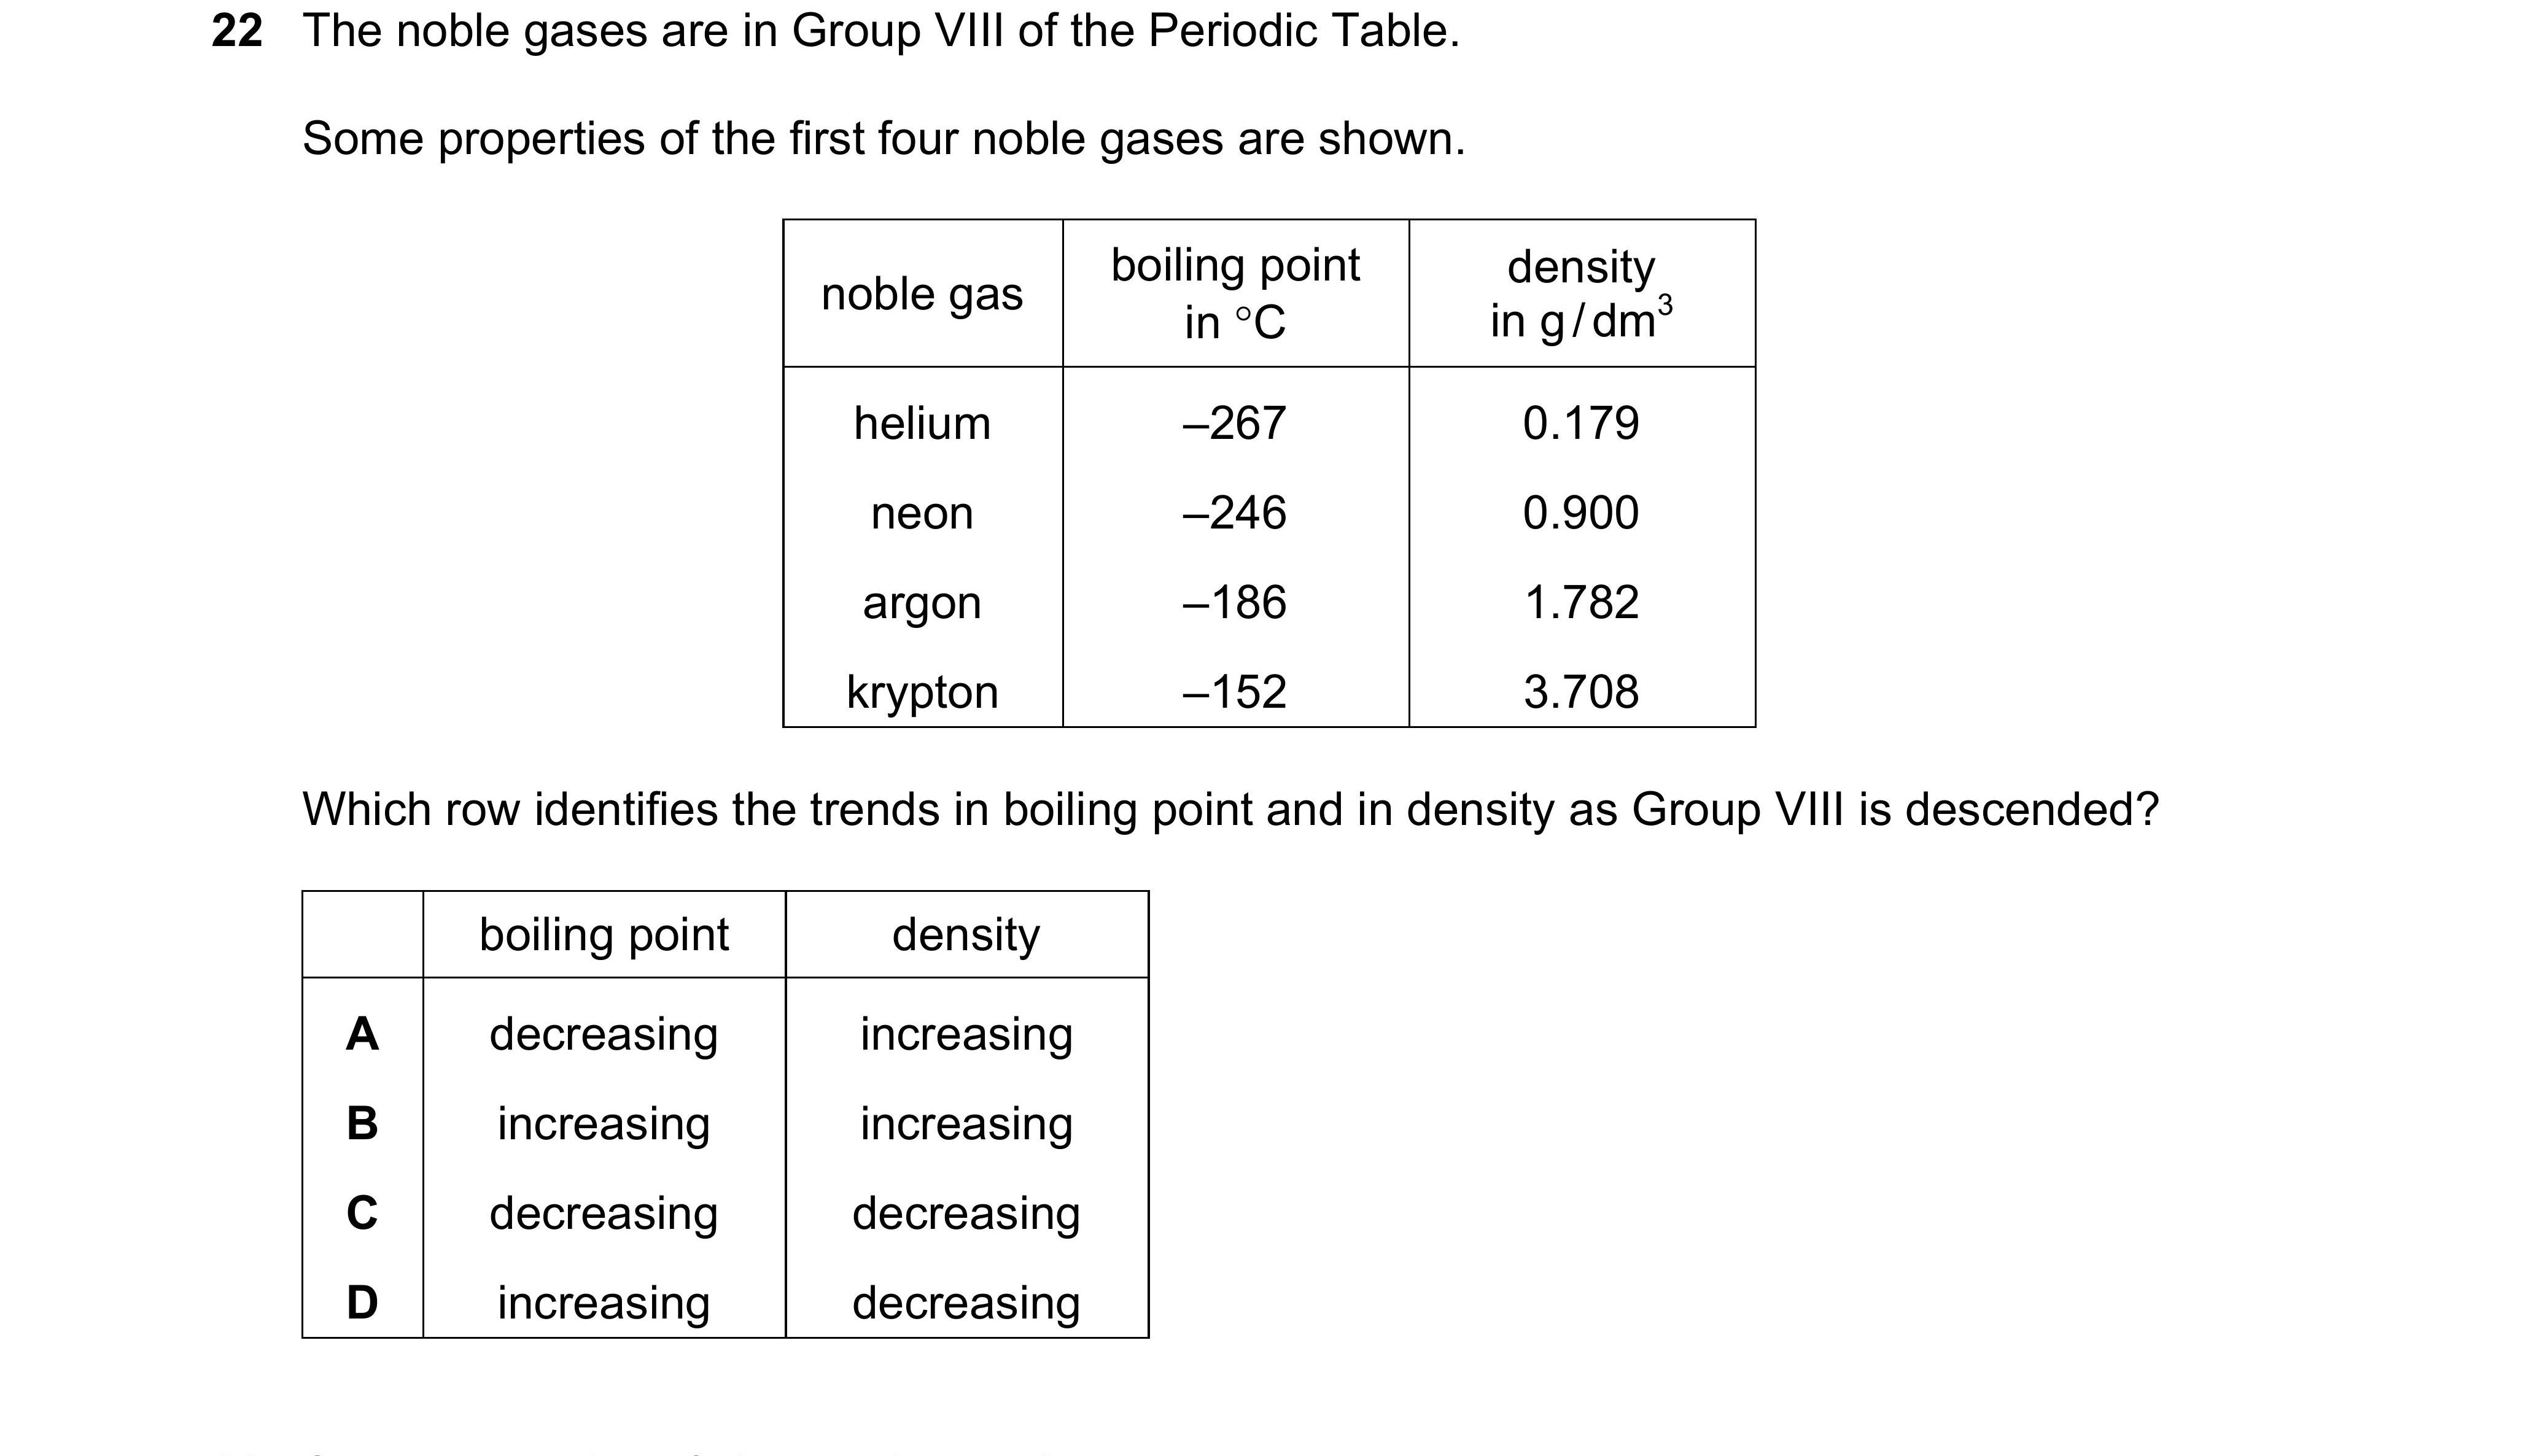 22 The noble gases are in Group VIII of the Periodic Table.
Some properties of the first four noble gases are shown.
noble gas boiling point in °C density in g/dm³
helium –267 0.179
neon –246 0.900
argon –186 1.782
krypton –152 3.708
Which row identifies the trends in boiling point and in density as Group VIII is descended?
boiling point density
A decreasing increasing
B increasing increasing
C decreasing decreasing
D increasing decreasing